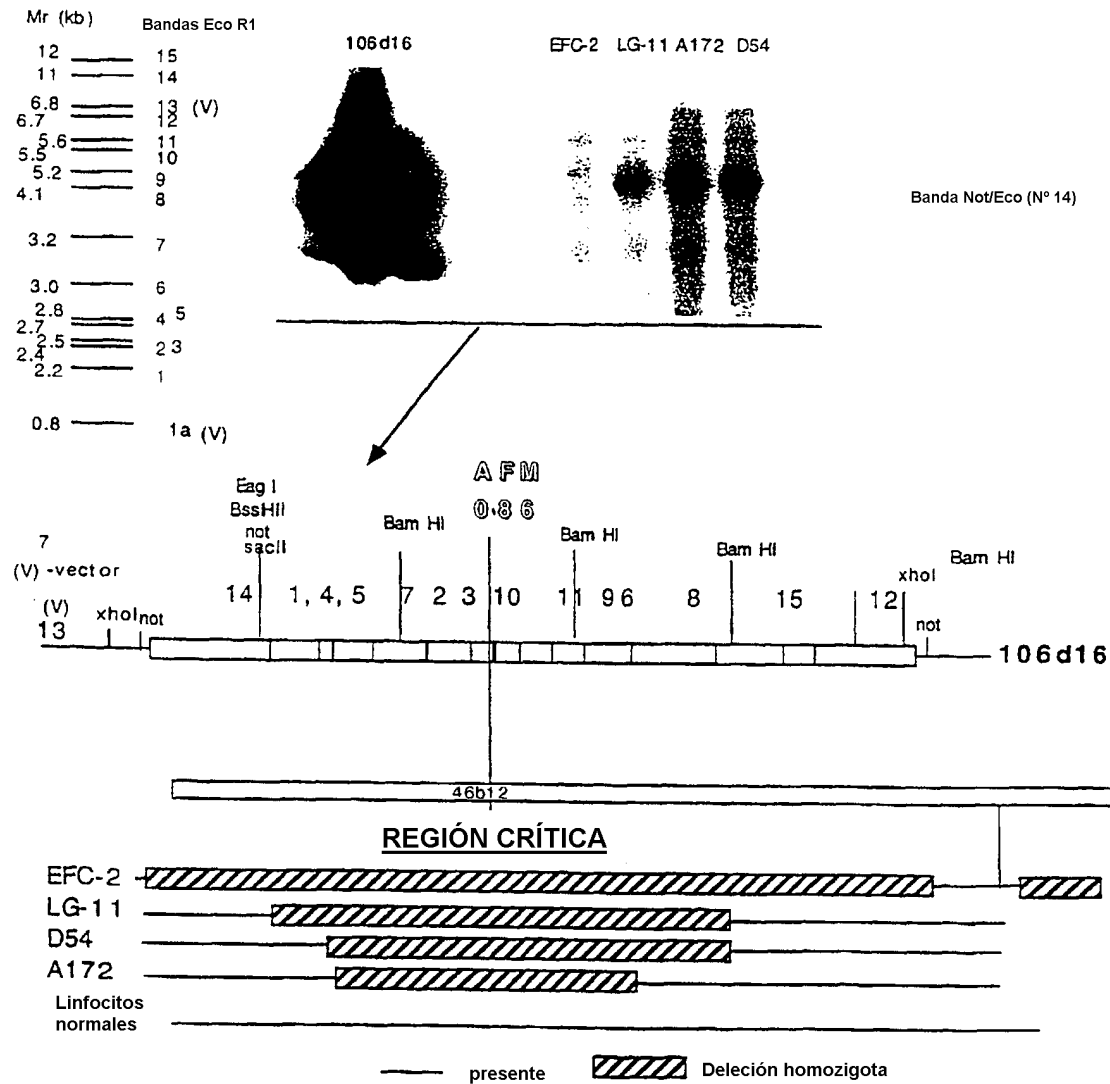 Mr (kb) Bandas Eco R1
106d16 EFC-2 LG-11 A172 D54
12 15
11 14
6.8 13 (V)
6.7 12
5.6 11
5.5 10
5.2 9
4.1 8
Banda Not/Eco (Nº 14)
3.2 7
3.0 6
2.8 5
2.7 4
2.5 3
2.4 2
2.2 1
0.8 1a (V)
AFM
0.86
Eag I
BssHII
not
sacII
Bam HI
Bam HI
Bam HI
Bam HI
7
(V) -vector
(V)
13
xhoI not
14 1, 4, 5 7 2 3 10 11 9 6 8 15 12
xhoI
not
106d16
46b12
REGIÓN CRÍTICA
EFC-2
LG-11
D54
A172
Linfocitos
normales
presente Deleción homozigota